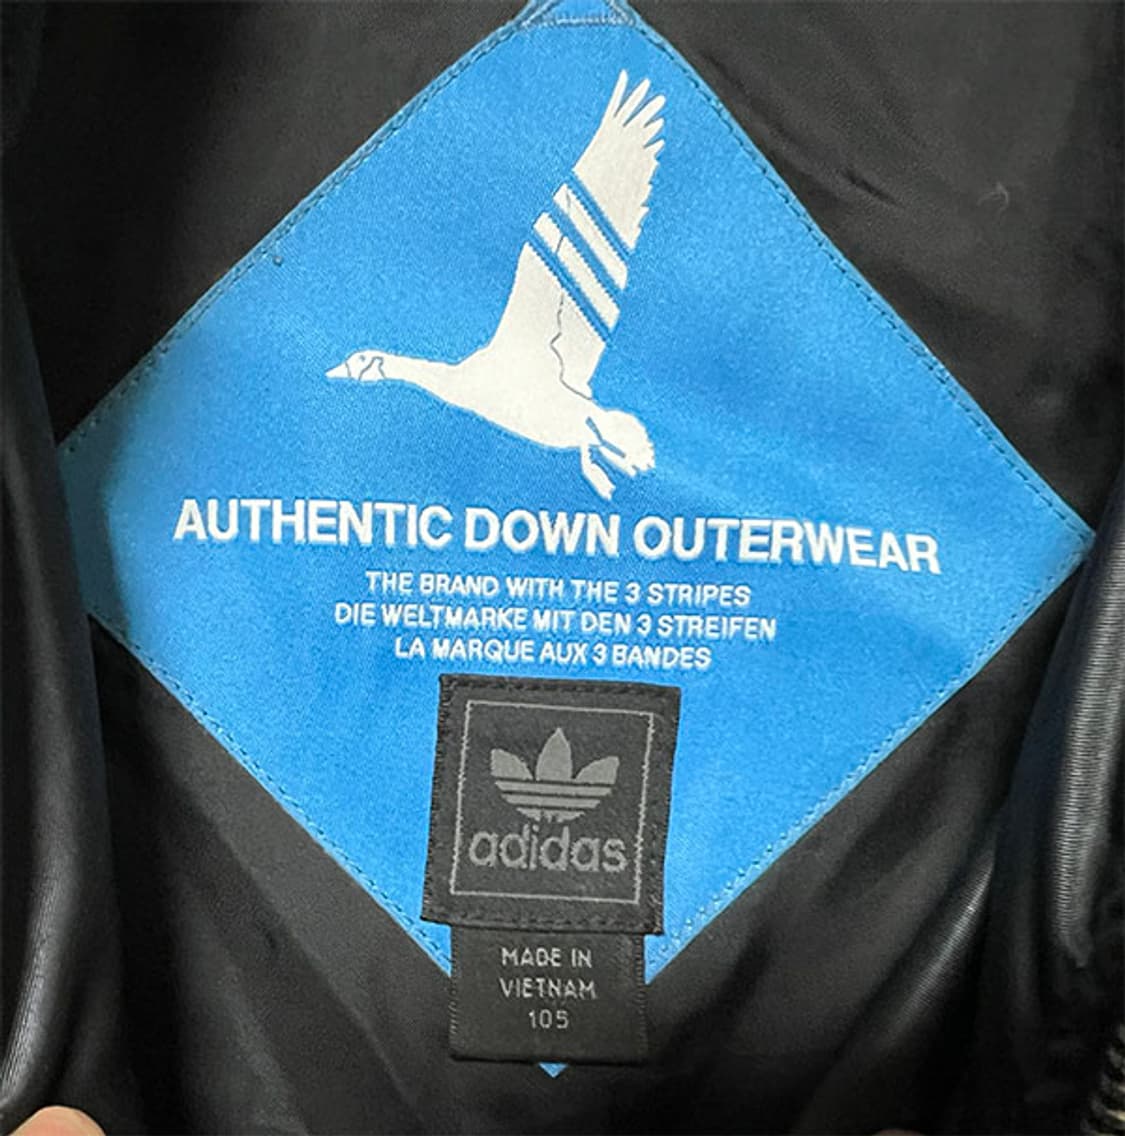 AUTHENTIC DOWN OUTERWEAR
THE BRAND WITH THE 3 STRIPES
DIE WELTMARKE MIT DEN 3 STREIFEN
LA MARQUE AUX 3 BANDES
adidas
MADE IN
VIETNAM
105